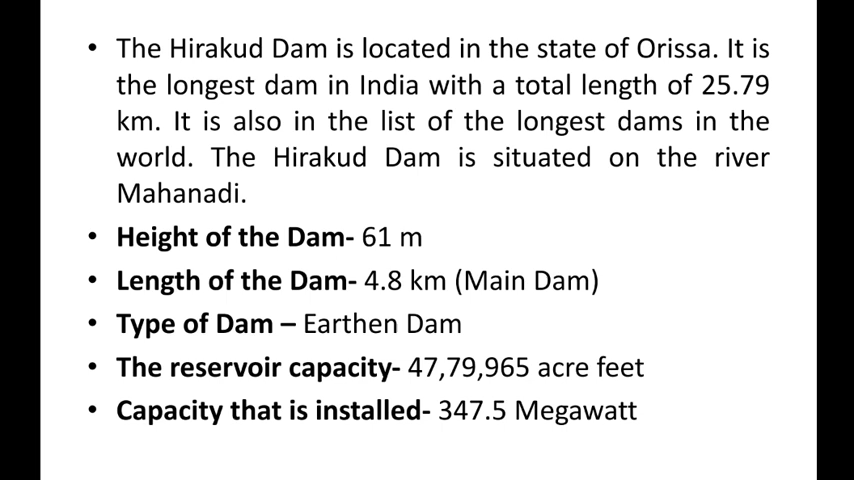 • The Hirakud Dam is located in the state of Orissa. It is
the longest dam in India with a total length of 25.79
km. It is also in the list of the longest dams in the
world. The Hirakud Dam is situated on the river
Mahanadi.
• Height of the Dam- 61 m
• Length of the Dam- 4.8 km (Main Dam)
• Type of Dam – Earthen Dam
• The reservoir capacity- 47,79,965 acre feet
• Capacity that is installed- 347.5 Megawatt